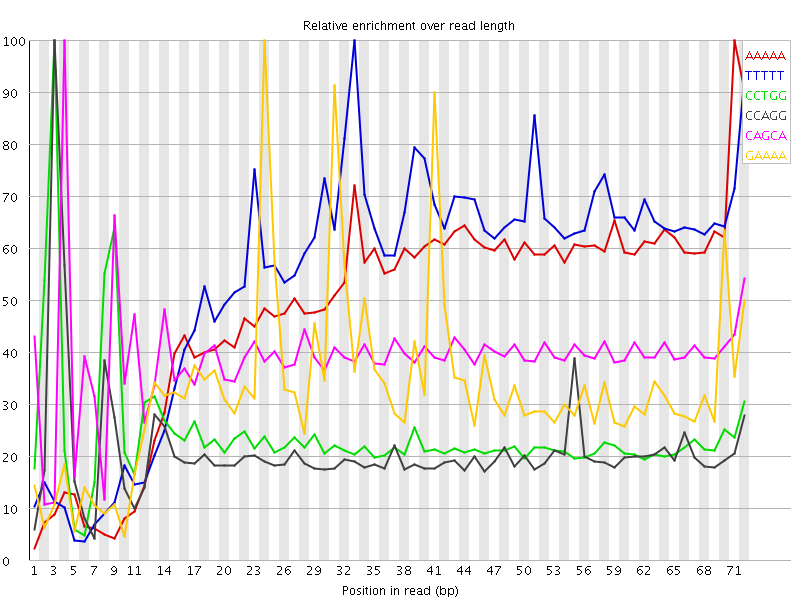 Relative enrichment over read length
100
90
80
70
60
50
40
30
20
10
0
AAAAA
TTTTT
CCTGG
CCAGG
CAGCA
GAAAA
1 3 5 7 9 11 14 17 20 23 26 29 32 35 38 41 44 47 50 53 56 59 62 65 68 71
Position in read (bp)